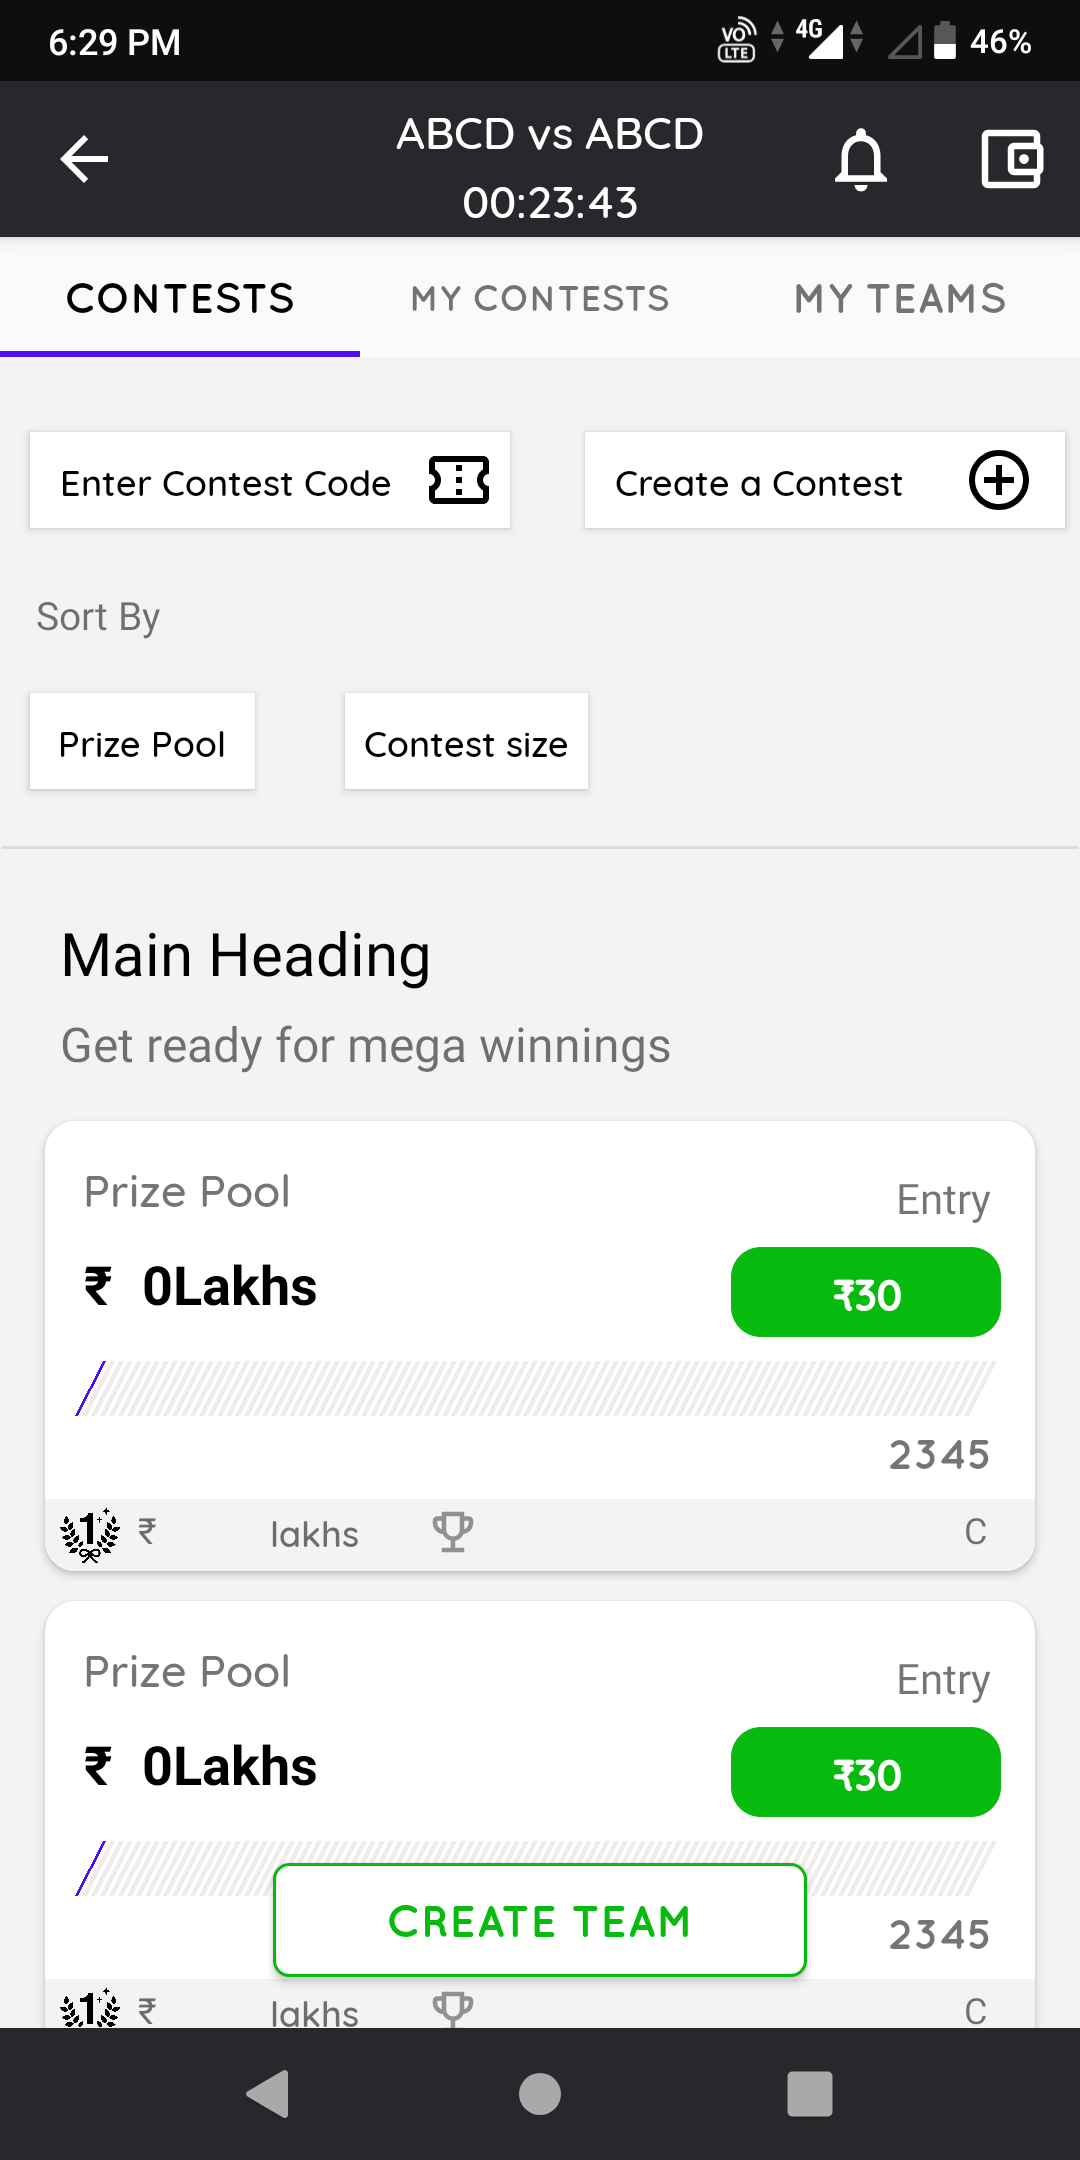 6:29 PM
VO LTE 4G 46%
ABCD vs ABCD
00:23:43
CONTESTS MY CONTESTS MY TEAMS
Enter Contest Code Create a Contest
Sort By
Prize Pool Contest size
Main Heading
Get ready for mega winnings
Prize Pool Entry
₹ 0Lakhs ₹30
2345
1 ₹ lakhs C
Prize Pool Entry
₹ 0Lakhs ₹30
CREATE TEAM 2345
1 ₹ lakhs C